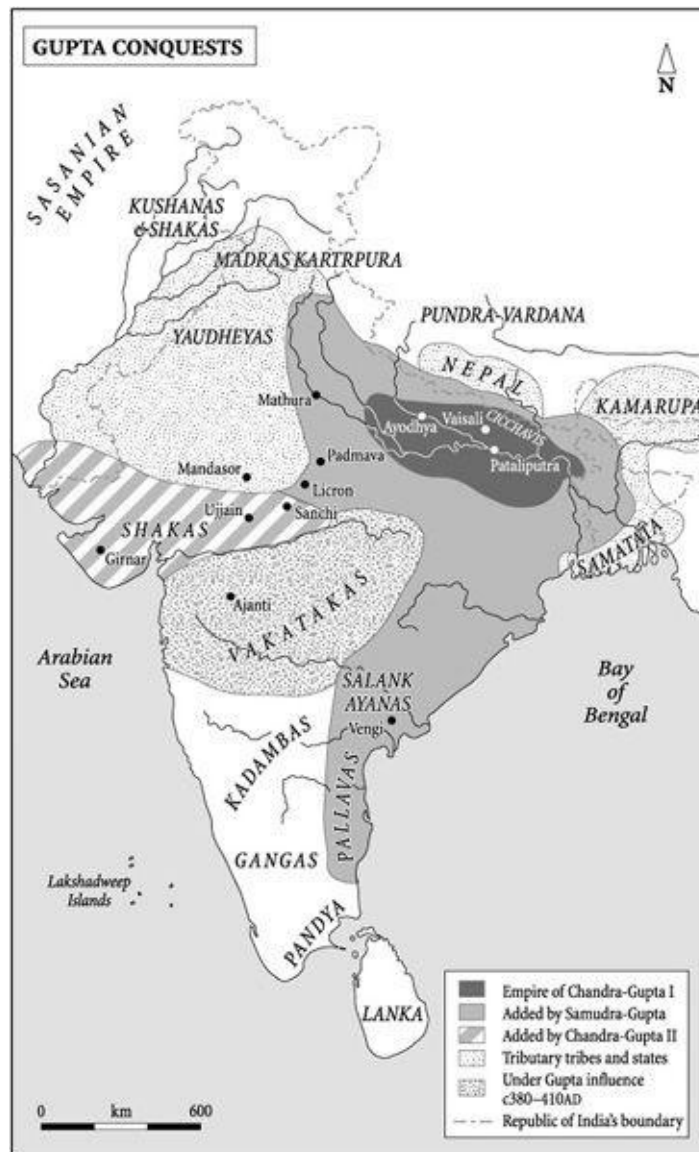 GUPTA CONQUESTS
N
SASANIAN
EMPIRE
KUSHANAS
&SHAKAS
MADRAS KARTRPURA
PUNDRA-VARDANA
YAUDHEYAS
NEPAL
KAMARUPA
Mathura
Vaisali
CICCHAVIS
Ayodhya
Pataliputra
Padmava
Mandasor
Licron
Ujjain
Sanchi
SHAKAS
SAMATATA
Girnar
Ajanti
VAKATAKAS
Arabian
Sea
Bay
of
Bengal
SALANK
AYANAS
Vengi
KADAMBAS
PALLAVAS
GANGAS
Lakshadweep
Islands
PANDYA
LANKA
Empire of Chandra-Gupta I
Added by Samudra-Gupta
Added by Chandra-Gupta II
Tributary tribes and states
Under Gupta influence
c380–410AD
Republic of India's boundary
0 km 600